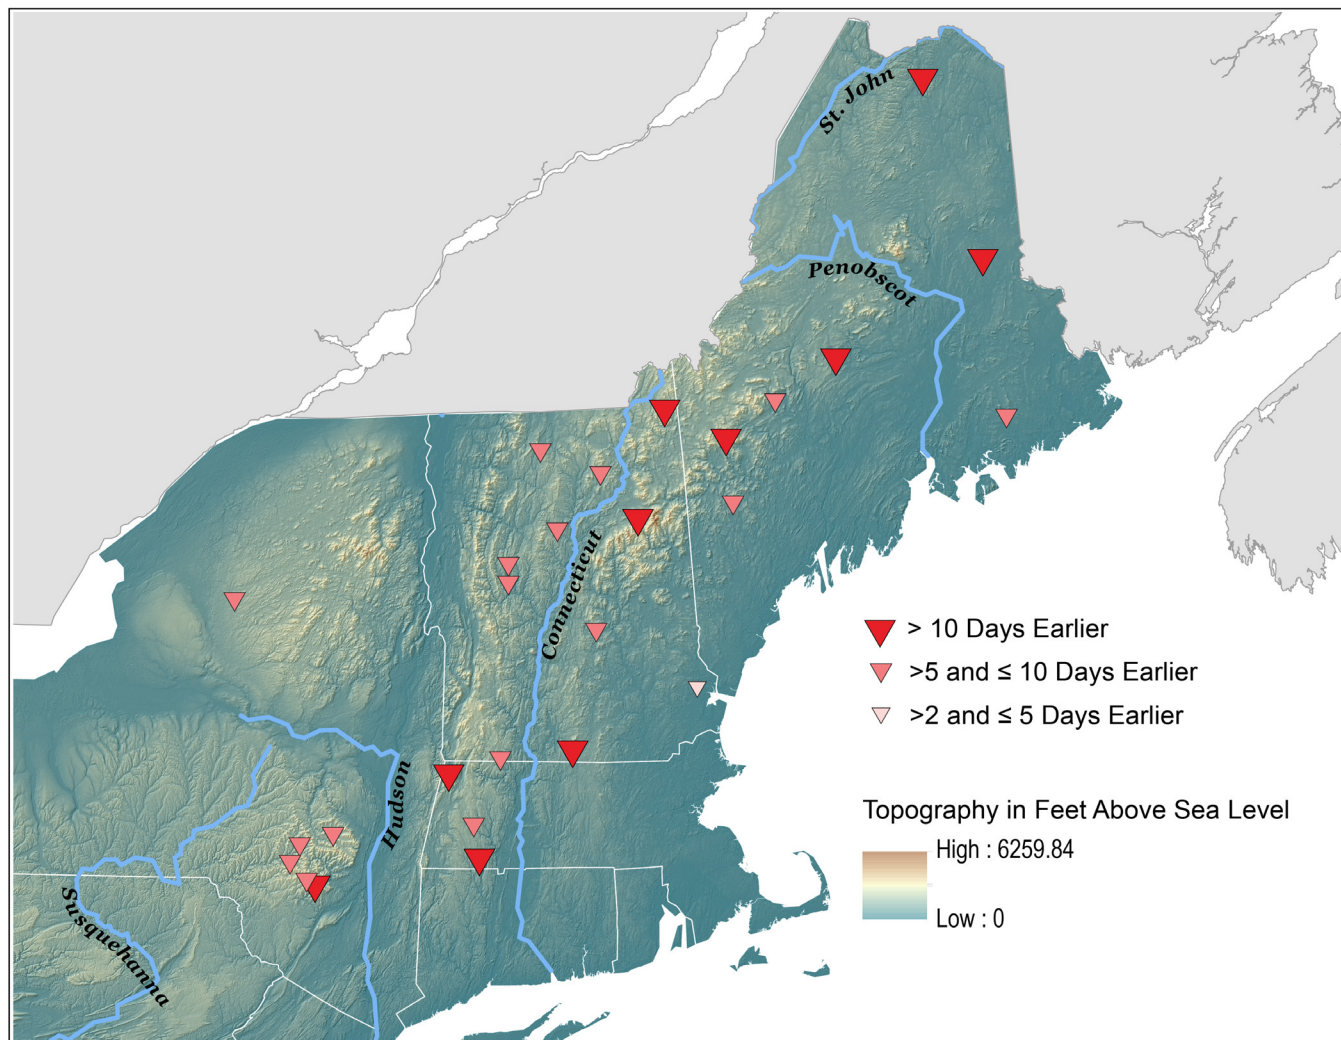 St. John
Penobscot
Connecticut
Hudson
Susquehanna
> 10 Days Earlier
>5 and ≤ 10 Days Earlier
>2 and ≤ 5 Days Earlier
Topography in Feet Above Sea Level
High : 6259.84
Low : 0